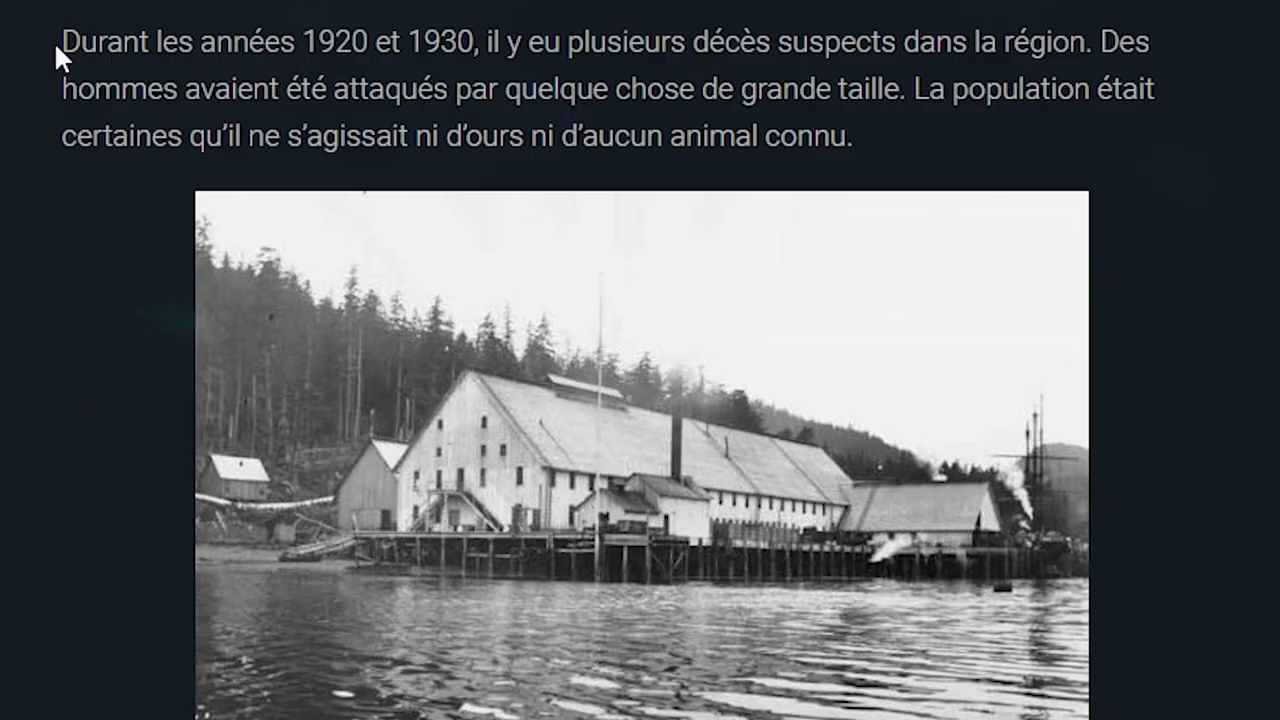 Durant les années 1920 et 1930, il y eu plusieurs décès suspects dans la région. Des
hommes avaient été attaqués par quelque chose de grande taille. La population était
certaines qu’il ne s’agissait ni d’ours ni d’aucun animal connu.